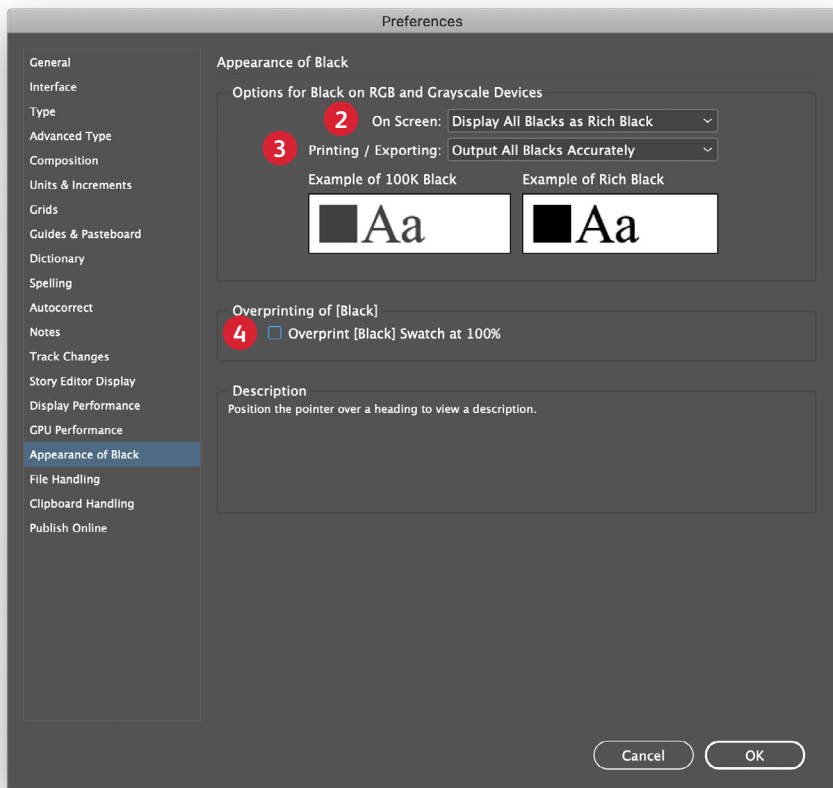 Preferences
General
Interface
Type
Advanced Type
Composition
Units & Increments
Grids
Guides & Pasteboard
Dictionary
Spelling
Autocorrect
Notes
Track Changes
Story Editor Display
Display Performance
GPU Performance
Appearance of Black
File Handling
Clipboard Handling
Publish Online
Appearance of Black
Options for Black on RGB and Grayscale Devices
2 On Screen: Display All Blacks as Rich Black
3 Printing / Exporting: Output All Blacks Accurately
Example of 100K Black Example of Rich Black
Aa Aa
Overprinting of [Black]
4 Overprint [Black] Swatch at 100%
Description
Position the pointer over a heading to view a description.
Cancel OK